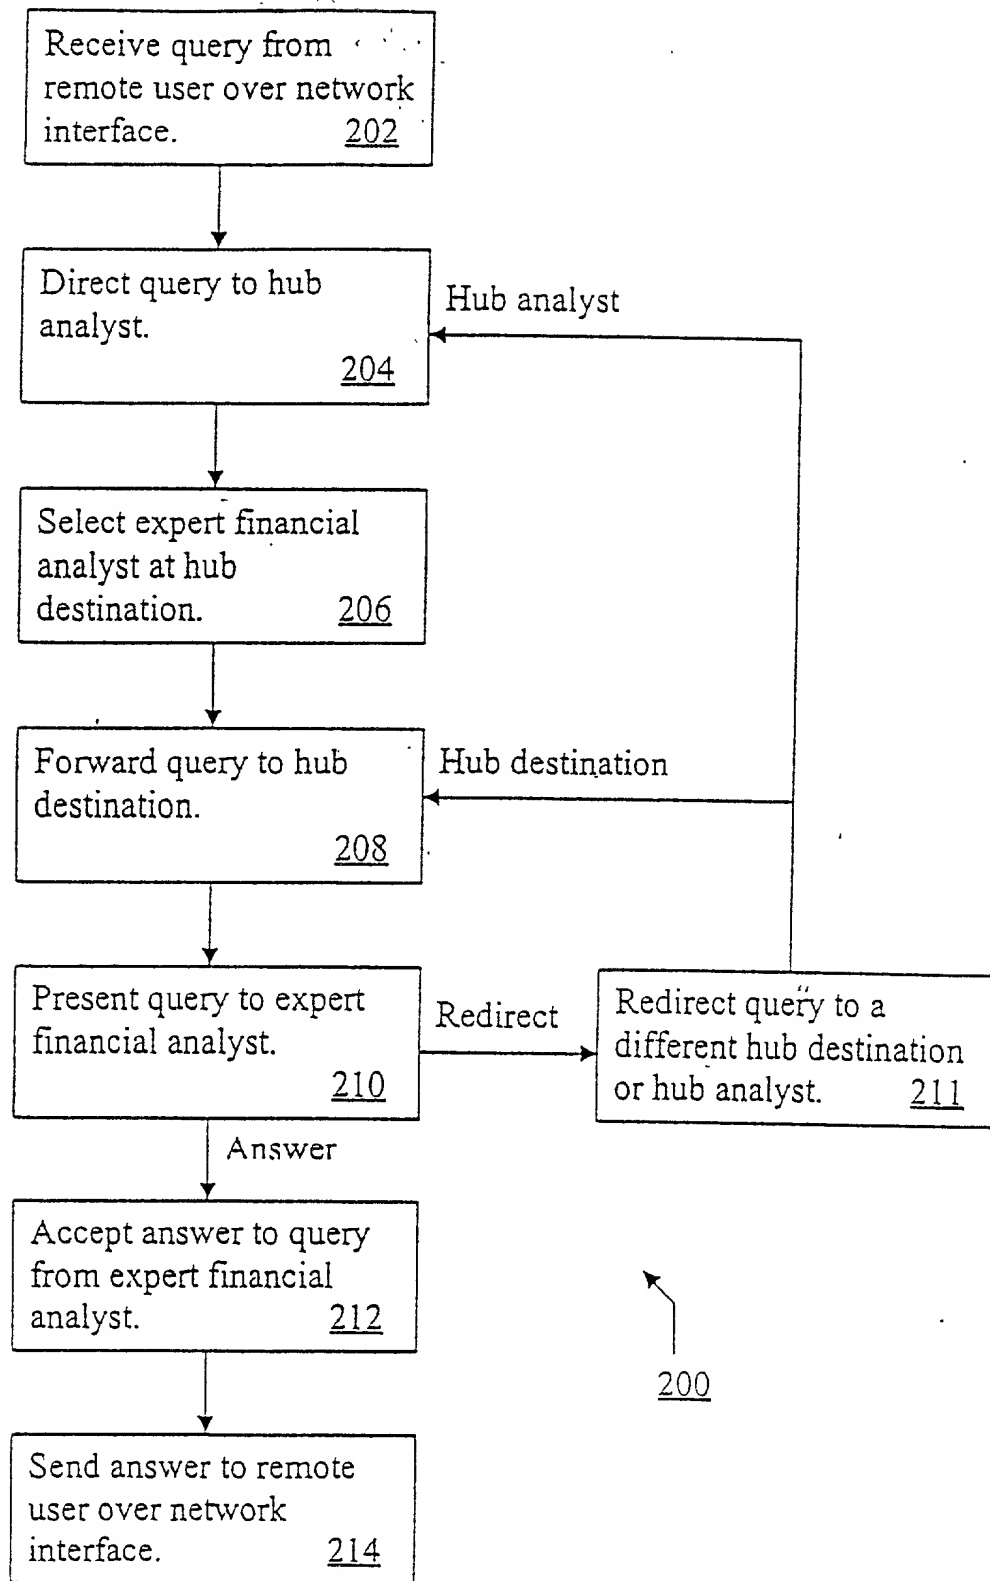 Receive query from
remote user over network
interface. 202
Direct query to hub
analyst.
204
Hub analyst
Select expert financial
analyst at hub
destination. 206
Forward query to hub
destination.
208
Hub destination
Present query to expert
financial analyst.
210
Redirect
Redirect query to a
different hub destination
or hub analyst. 211
Answer
Accept answer to query
from expert financial
analyst. 212
200
Send answer to remote
user over network
interface. 214